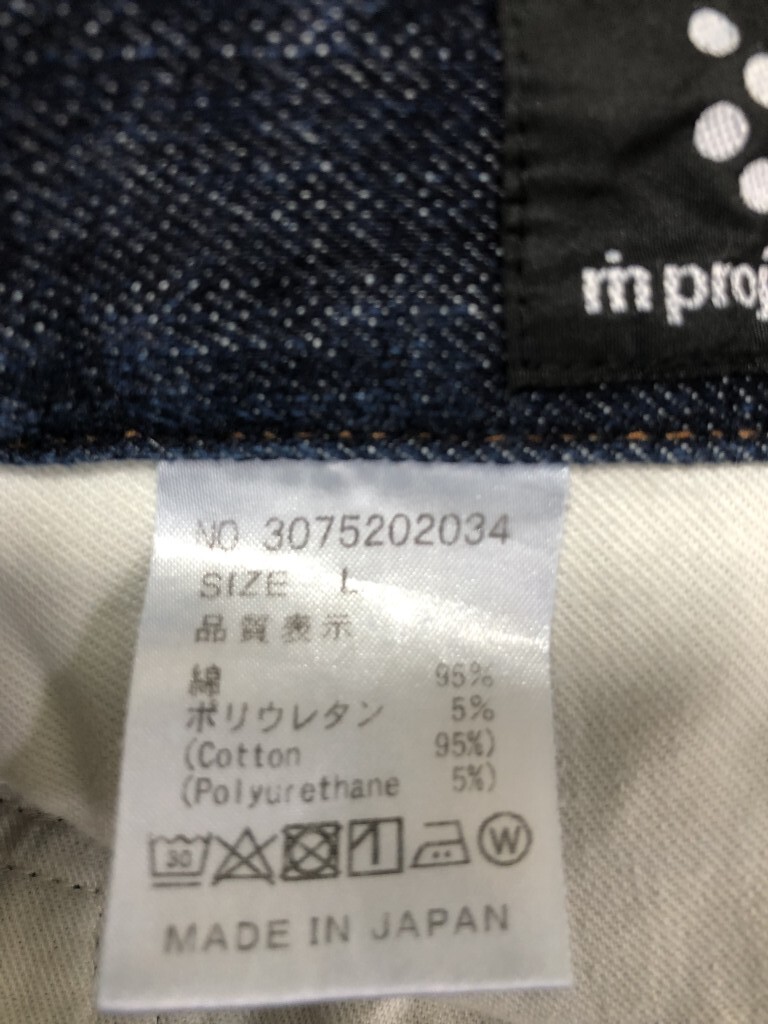 rin proj
NO 3075202034
SIZE L
品質表示
綿 95%
ポリウレタン 5%
(Cotton 95%)
(Polyurethane 5%)
30 W
MADE IN JAPAN